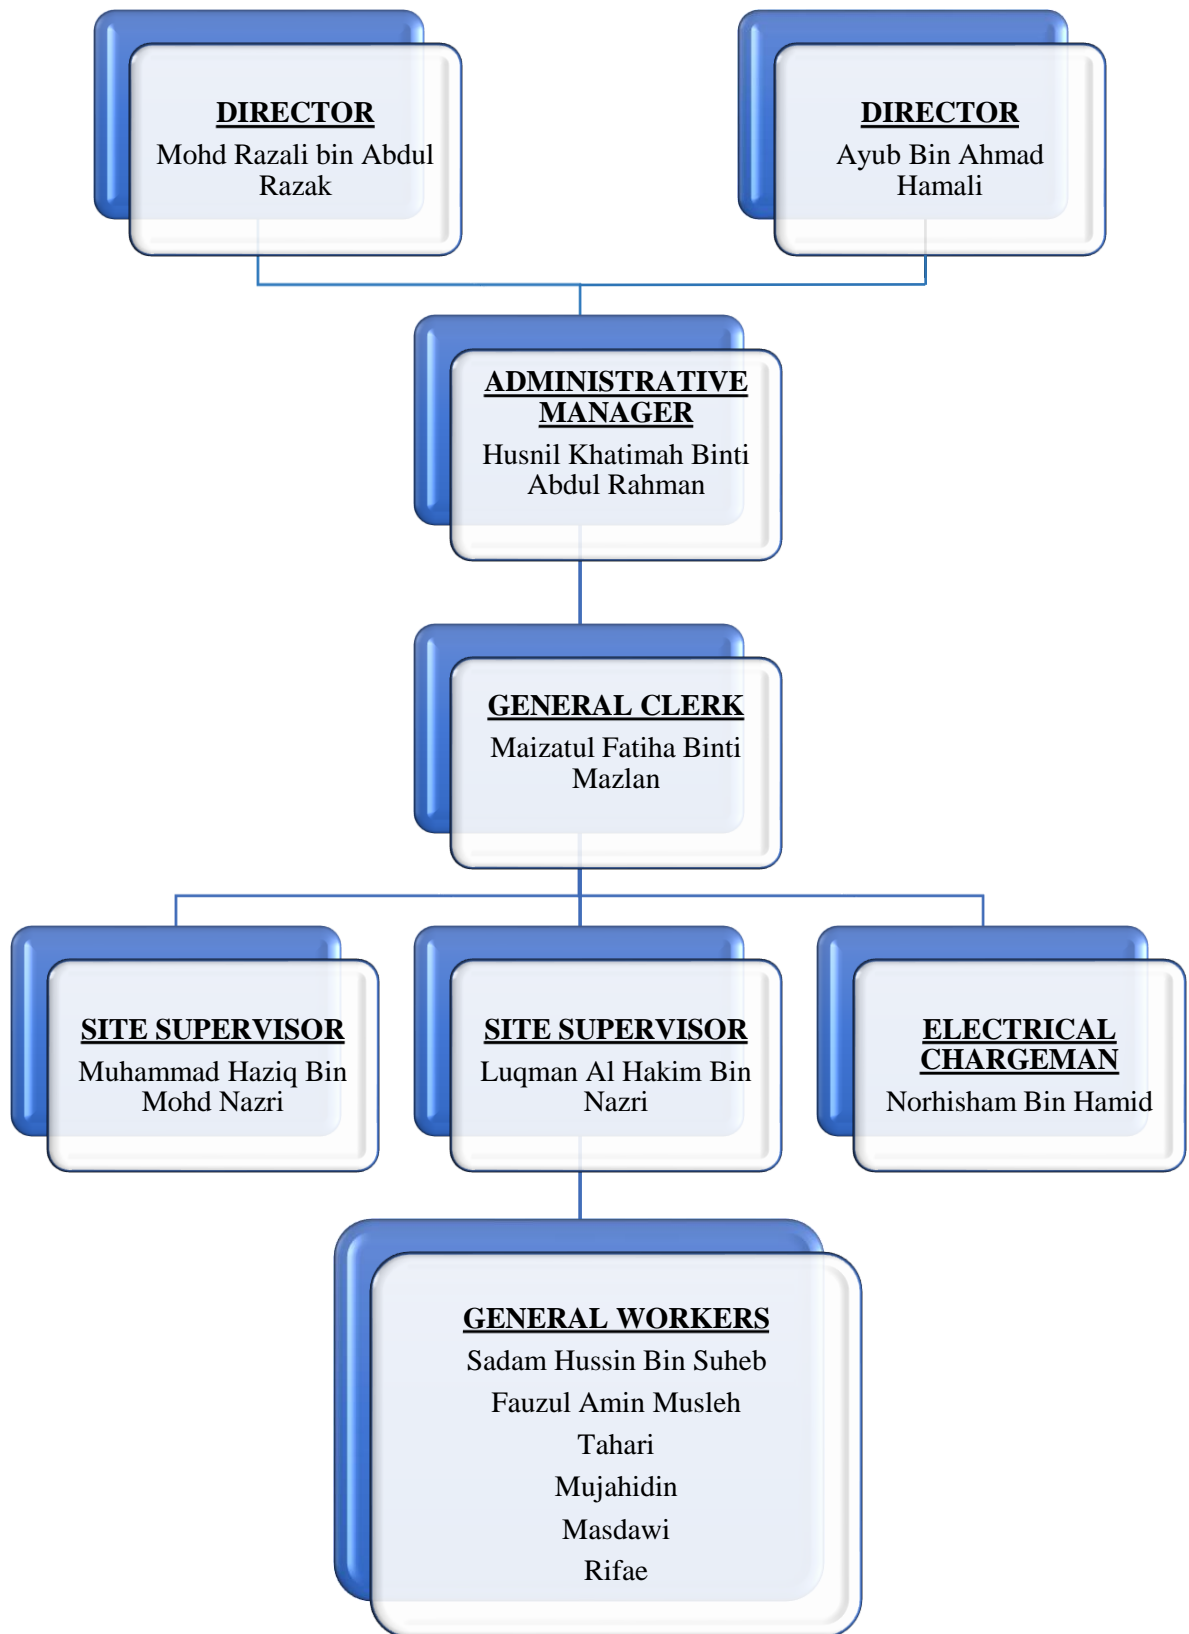 DIRECTOR
Mohd Razali bin Abdul
Razak
DIRECTOR
Ayub Bin Ahmad
Hamali
ADMINISTRATIVE
MANAGER
Husnil Khatimah Binti
Abdul Rahman
GENERAL CLERK
Maizatul Fatiha Binti
Mazlan
SITE SUPERVISOR
Muhammad Haziq Bin
Mohd Nazri
SITE SUPERVISOR
Luqman Al Hakim Bin
Nazri
ELECTRICAL
CHARGEMAN
Norhisham Bin Hamid
GENERAL WORKERS
Sadam Hussin Bin Suheb
Fauzul Amin Musleh
Tahari
Mujahidin
Masdawi
Rifae